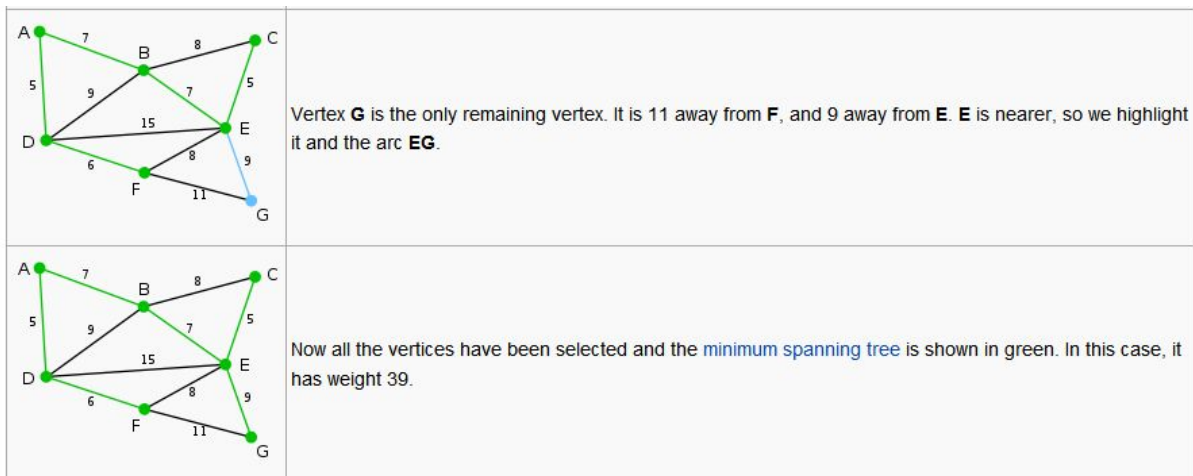 A 7 B 8 C
5 9 7 5
15 E
D 8 9
6 F 11
G
Vertex G is the only remaining vertex. It is 11 away from F, and 9 away from E. E is nearer, so we highlight
it and the arc EG.
A 7 B 8 C
5 9 7 5
15 E
D 8 9
6 F 11
G
Now all the vertices have been selected and the minimum spanning tree is shown in green. In this case, it
has weight 39.